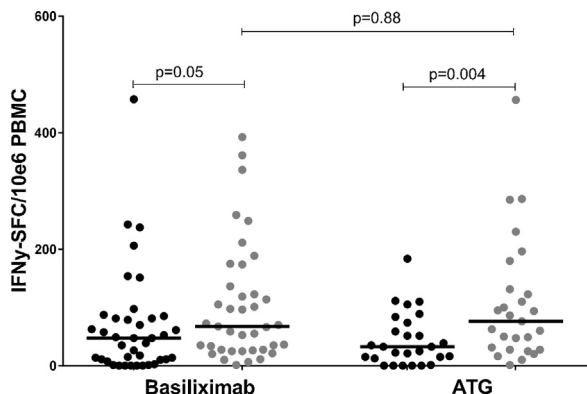 600
p=0.88
p=0.05
p=0.004
400
200
0
IFNy-SFC/10e6 PBMC
Basiliximab
ATG